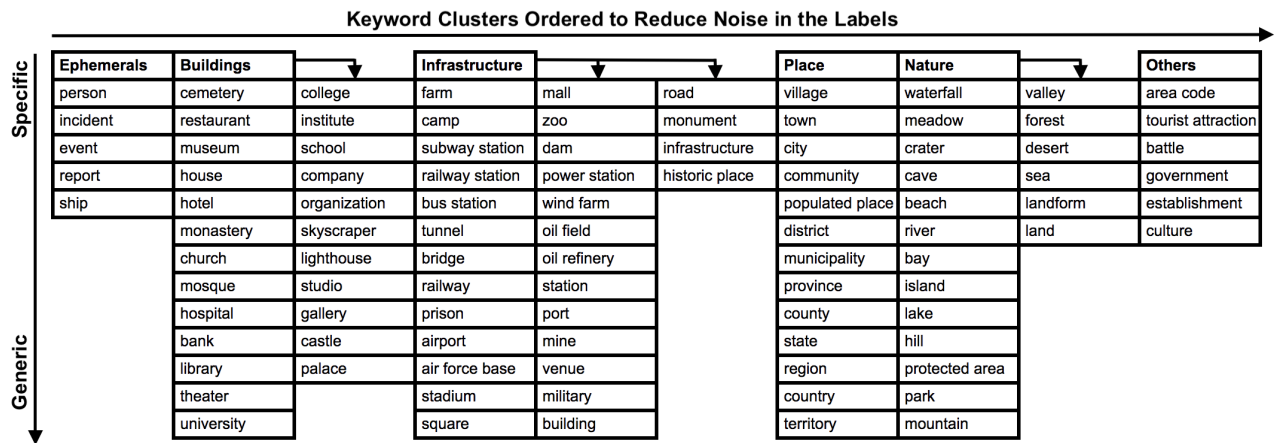 Keyword Clusters Ordered to Reduce Noise in the Labels
Specific
Generic
Ephemerals Buildings Infrastructure Place Nature Others
person cemetery college farm mall road village waterfall valley area code
incident restaurant institute camp zoo monument town meadow forest tourist attraction
event museum school subway station dam infrastructure city crater desert battle
report house company railway station power station historic place community cave sea government
ship hotel organization bus station wind farm populated place beach landform establishment
monastery skyscraper tunnel oil field district river land culture
church lighthouse bridge oil refinery municipality bay
mosque studio railway station province island
hospital gallery prison port county lake
bank castle airport mine state hill
library palace air force base venue region protected area
theater stadium military country park
university square building territory mountain